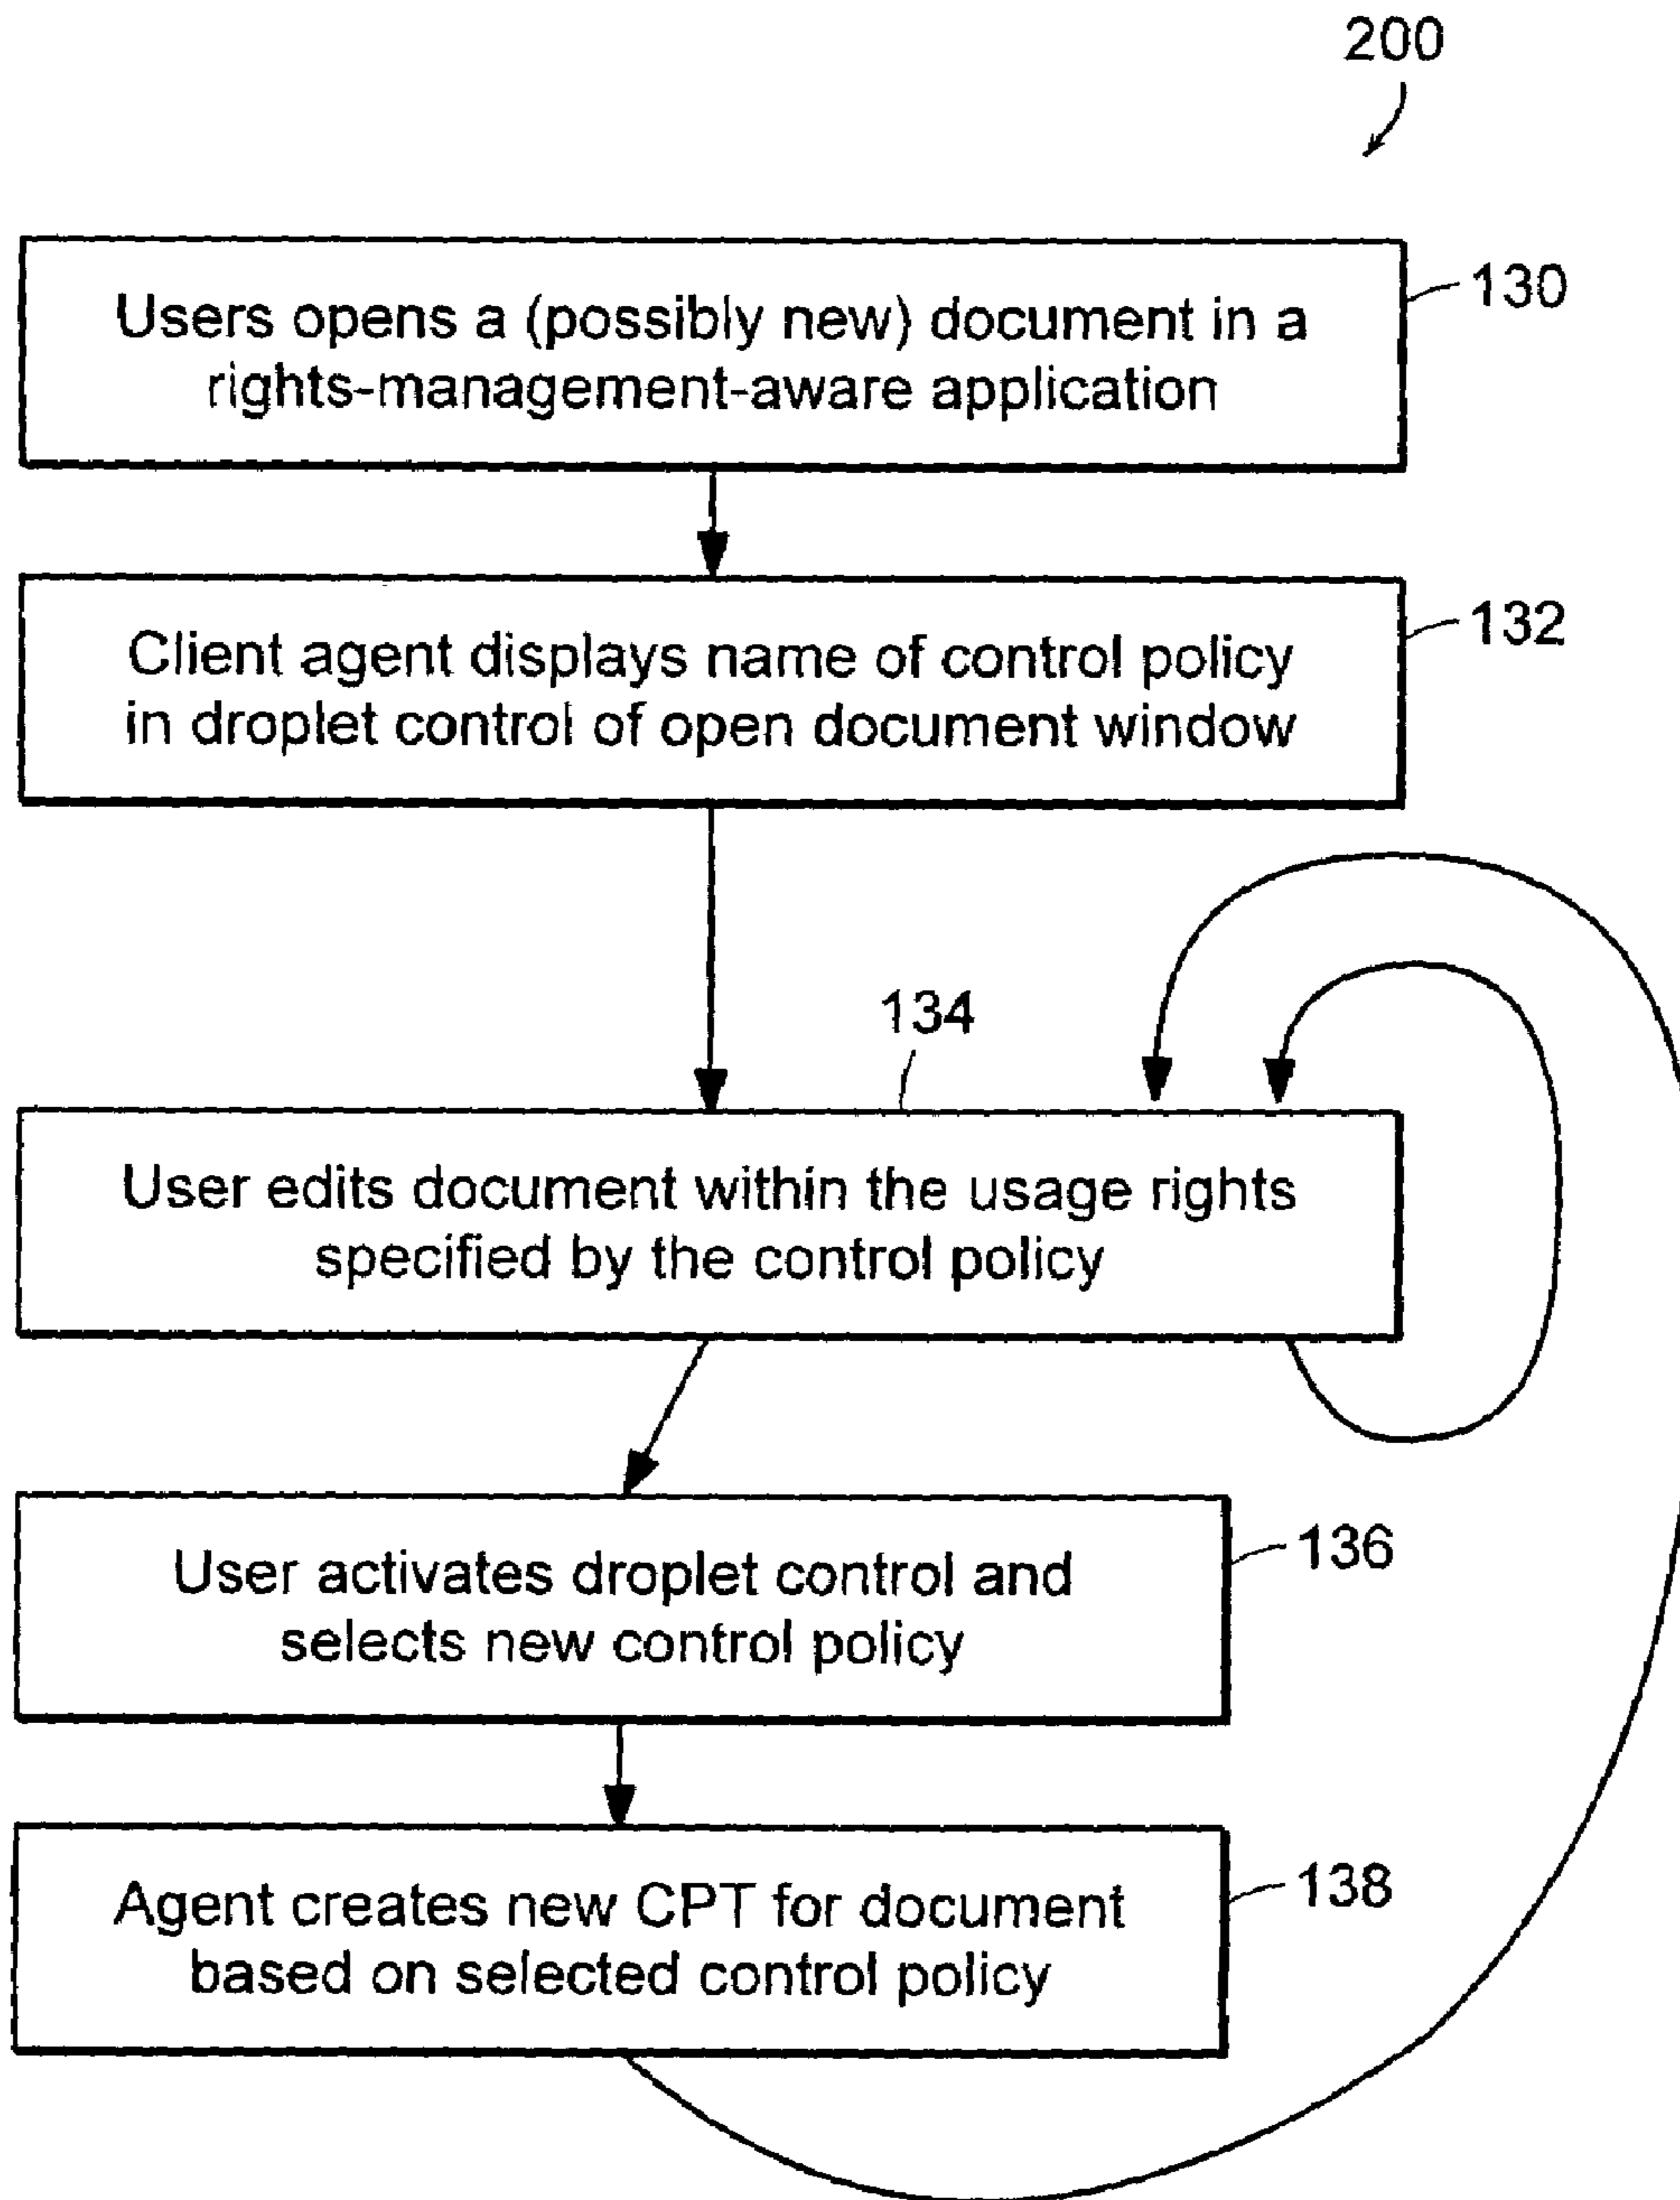 200
Users opens a (possibly new) document in a
rights-management-aware application
130
Client agent displays name of control policy
in droplet control of open document window
132
134
User edits document within the usage rights
specified by the control policy
User activates droplet control and
selects new control policy
136
Agent creates new CPT for document
based on selected control policy
138